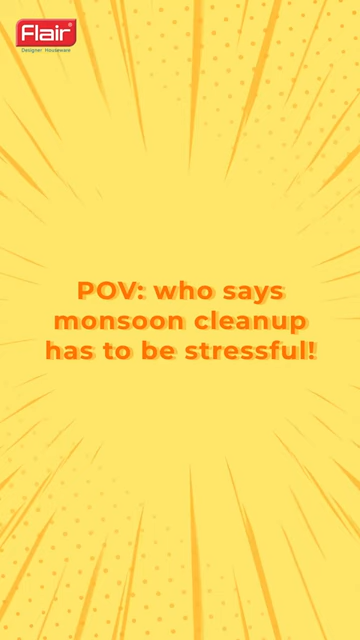 Flair®
Designer Houseware
POV: who says
monsoon cleanup
has to be stressful!